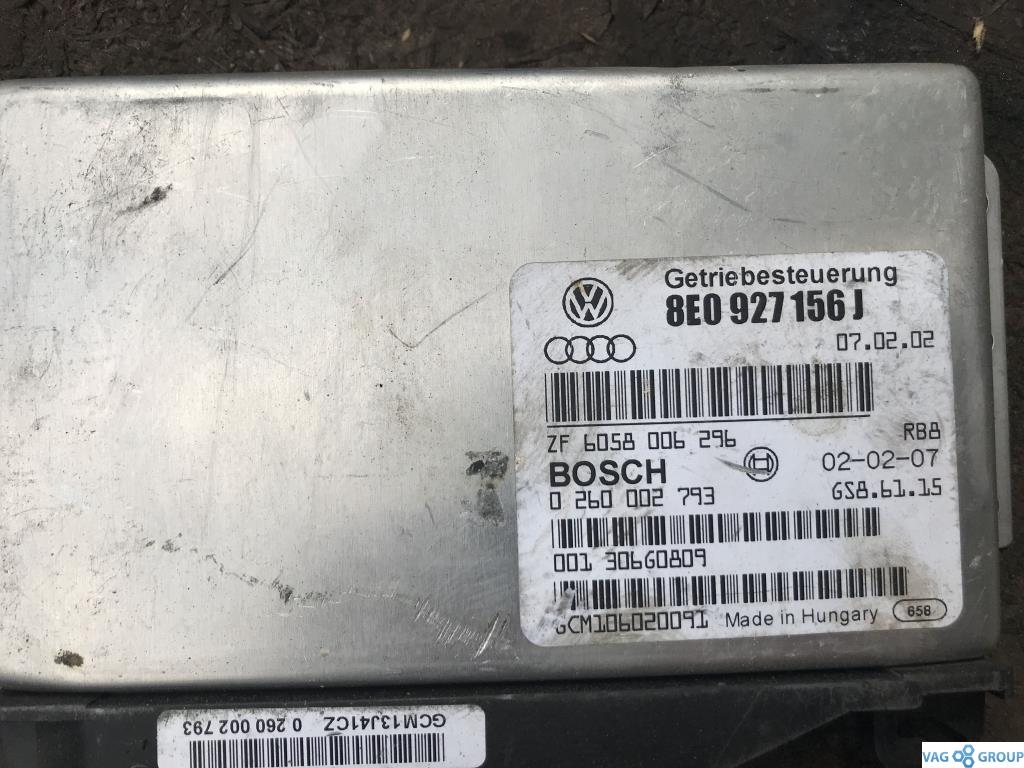 Getriebesteuerung
8E0 927 156 J
07.02.02
ZF 6058 006 296
RB8
BOSCH
02-02-07
0 260 002 793
GS8.61.15
001 306G0809
GCM106020091 Made in Hungary 658
GCM13J41CZ 0 260 002 793
VAG GROUP